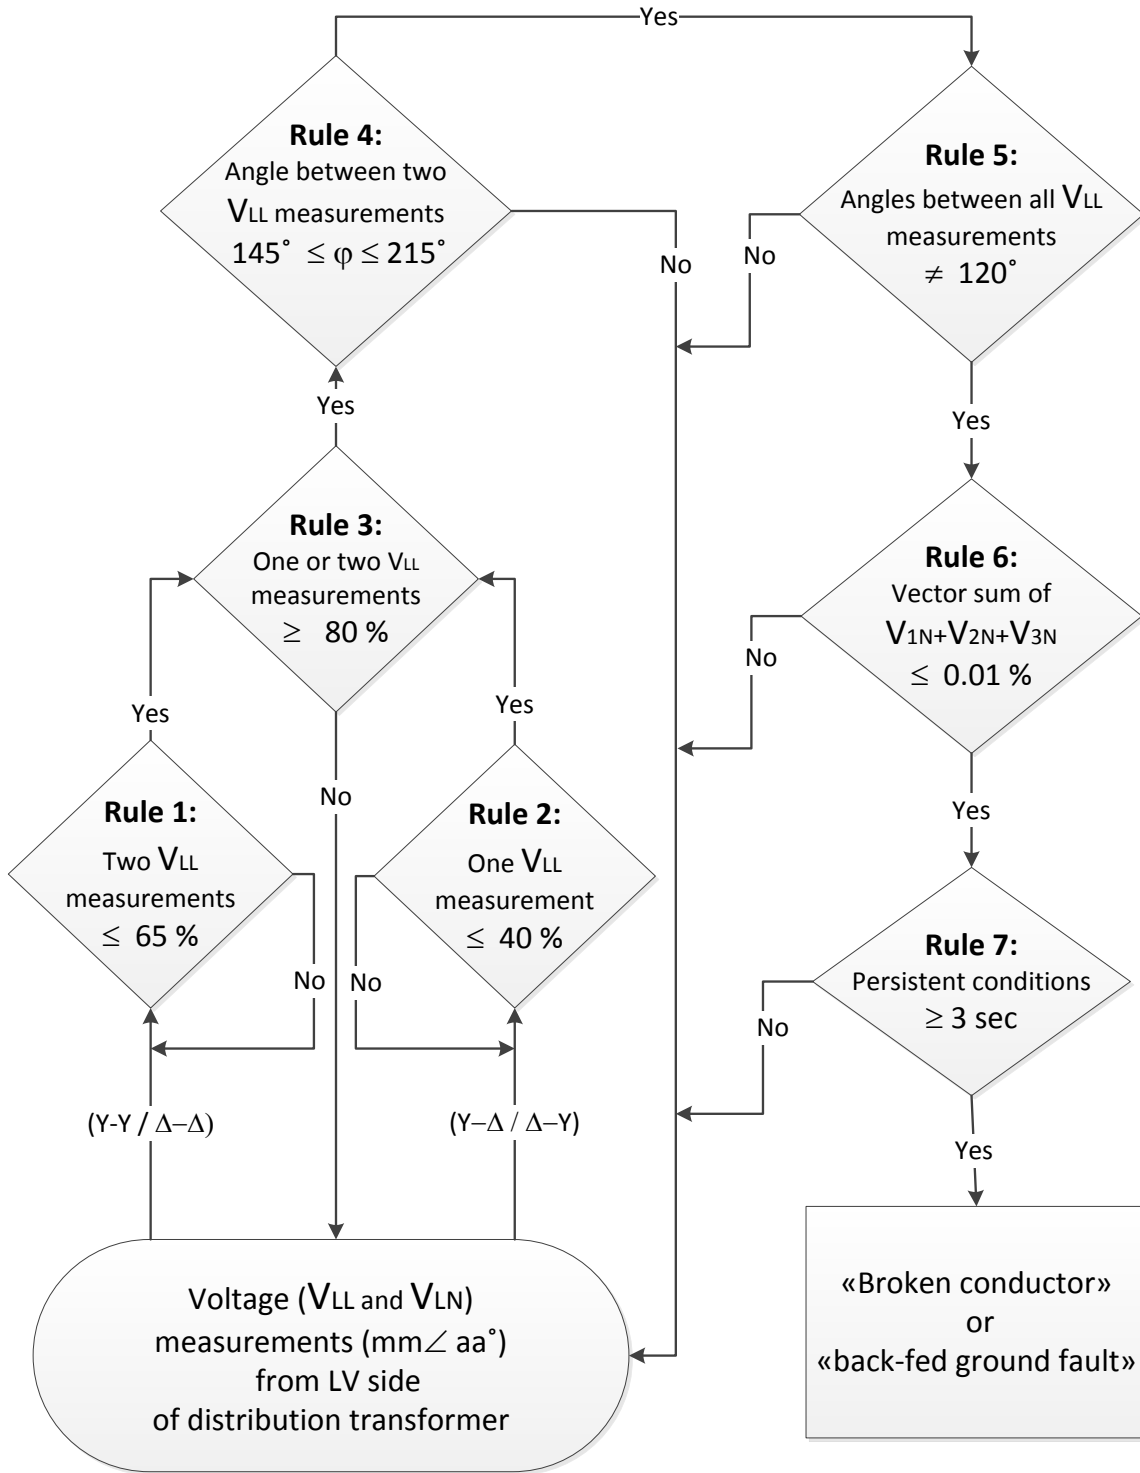 Yes
Rule 4:
Angle between two
VLL measurements
145° ≤ φ ≤ 215°
Rule 5:
Angles between all VLL
measurements
≠ 120°
No
No
Yes
Yes
Rule 3:
One or two VLL
measurements
≥ 80 %
Rule 6:
Vector sum of
V1N+V2N+V3N
≤ 0.01 %
No
Yes
Yes
No
Yes
Rule 1:
Two VLL
measurements
≤ 65 %
Rule 2:
One VLL
measurement
≤ 40 %
Rule 7:
Persistent conditions
≥ 3 sec
No
No
No
(Y-Y / Δ−Δ)
(Y−Δ / Δ−Y)
Yes
Voltage (VLL and VLN)
measurements (mm∠ aa°)
from LV side
of distribution transformer
«Broken conductor»
or
«back-fed ground fault»